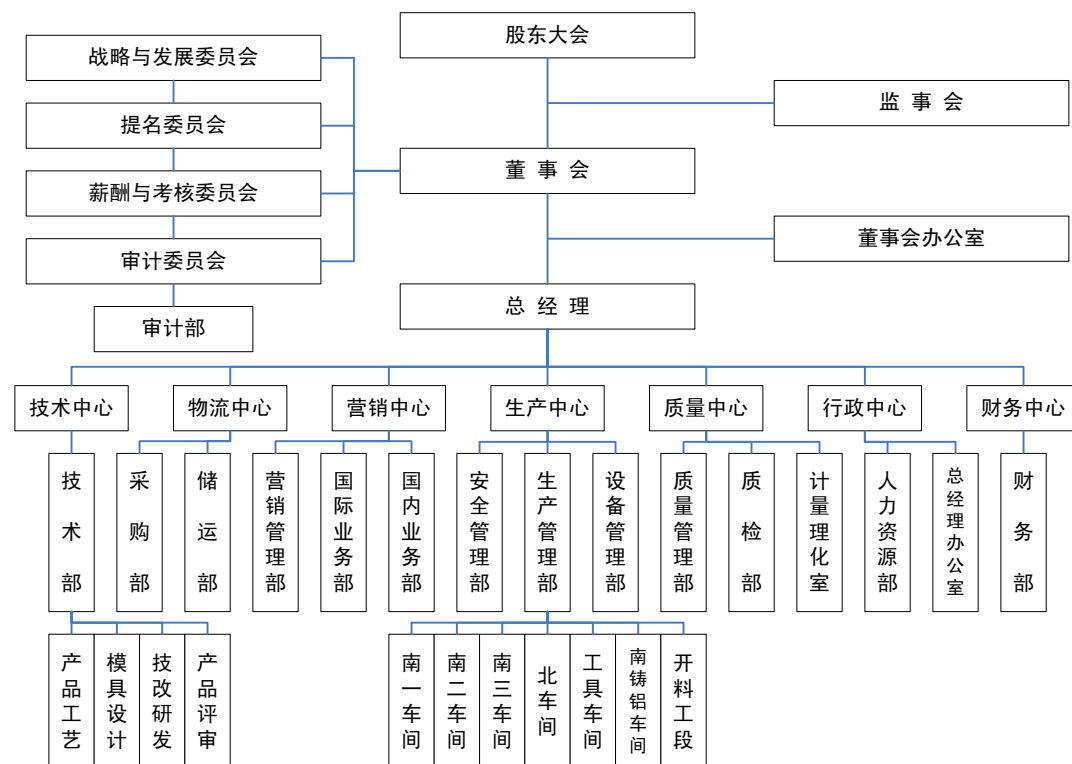 股东大会
战略与发展委员会
监 事 会
提名委员会
董 事 会
薪酬与考核委员会
董事会办公室
审计委员会
总 经 理
审计部
技术中心
物流中心
营销中心
生产中心
质量中心
行政中心
财务中心
技术部
采购部
储运部
营销管理部
国际业务部
国内业务部
安全管理部
生产管理部
设备管理部
质量管理部
质检部
计量理化室
人力资源部
总经理办公室
财务部
产品工艺
模具设计
技改研发
产品评审
南一车间
南二车间
南三车间
北车间
工具车间
南铸铝车间
开料工段